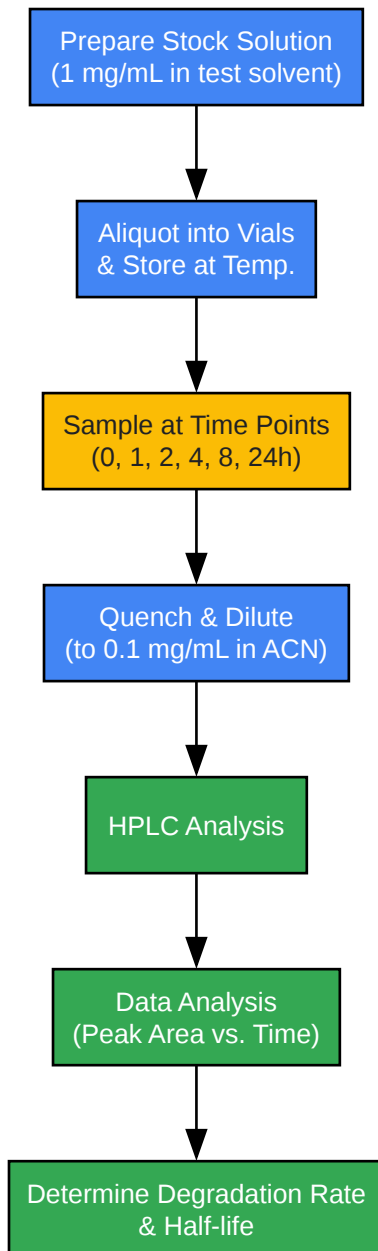 Prepare Stock Solution
(1 mg/mL in test solvent)
Aliquot into Vials
& Store at Temp.
Sample at Time Points
(0, 1, 2, 4, 8, 24h)
Quench & Dilute
(to 0.1 mg/mL in ACN)
HPLC Analysis
Data Analysis
(Peak Area vs. Time)
Determine Degradation Rate
& Half-life